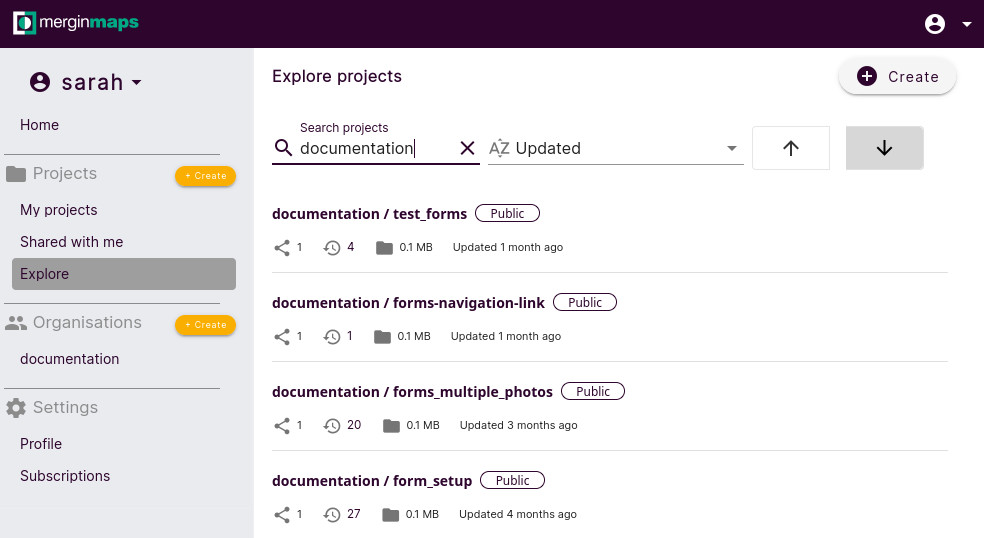 merginmaps
sarah
Home
Projects + Create
My projects
Shared with me
Explore
Organisations + Create
documentation
Settings
Profile
Subscriptions
Explore projects
Create
Search projects
documentation
AZ Updated
documentation / test_forms Public
1 4 0.1 MB Updated 1 month ago
documentation / forms-navigation-link Public
1 1 0.1 MB Updated 1 month ago
documentation / forms_multiple_photos Public
1 20 0.1 MB Updated 3 months ago
documentation / form_setup Public
1 27 0.1 MB Updated 4 months ago